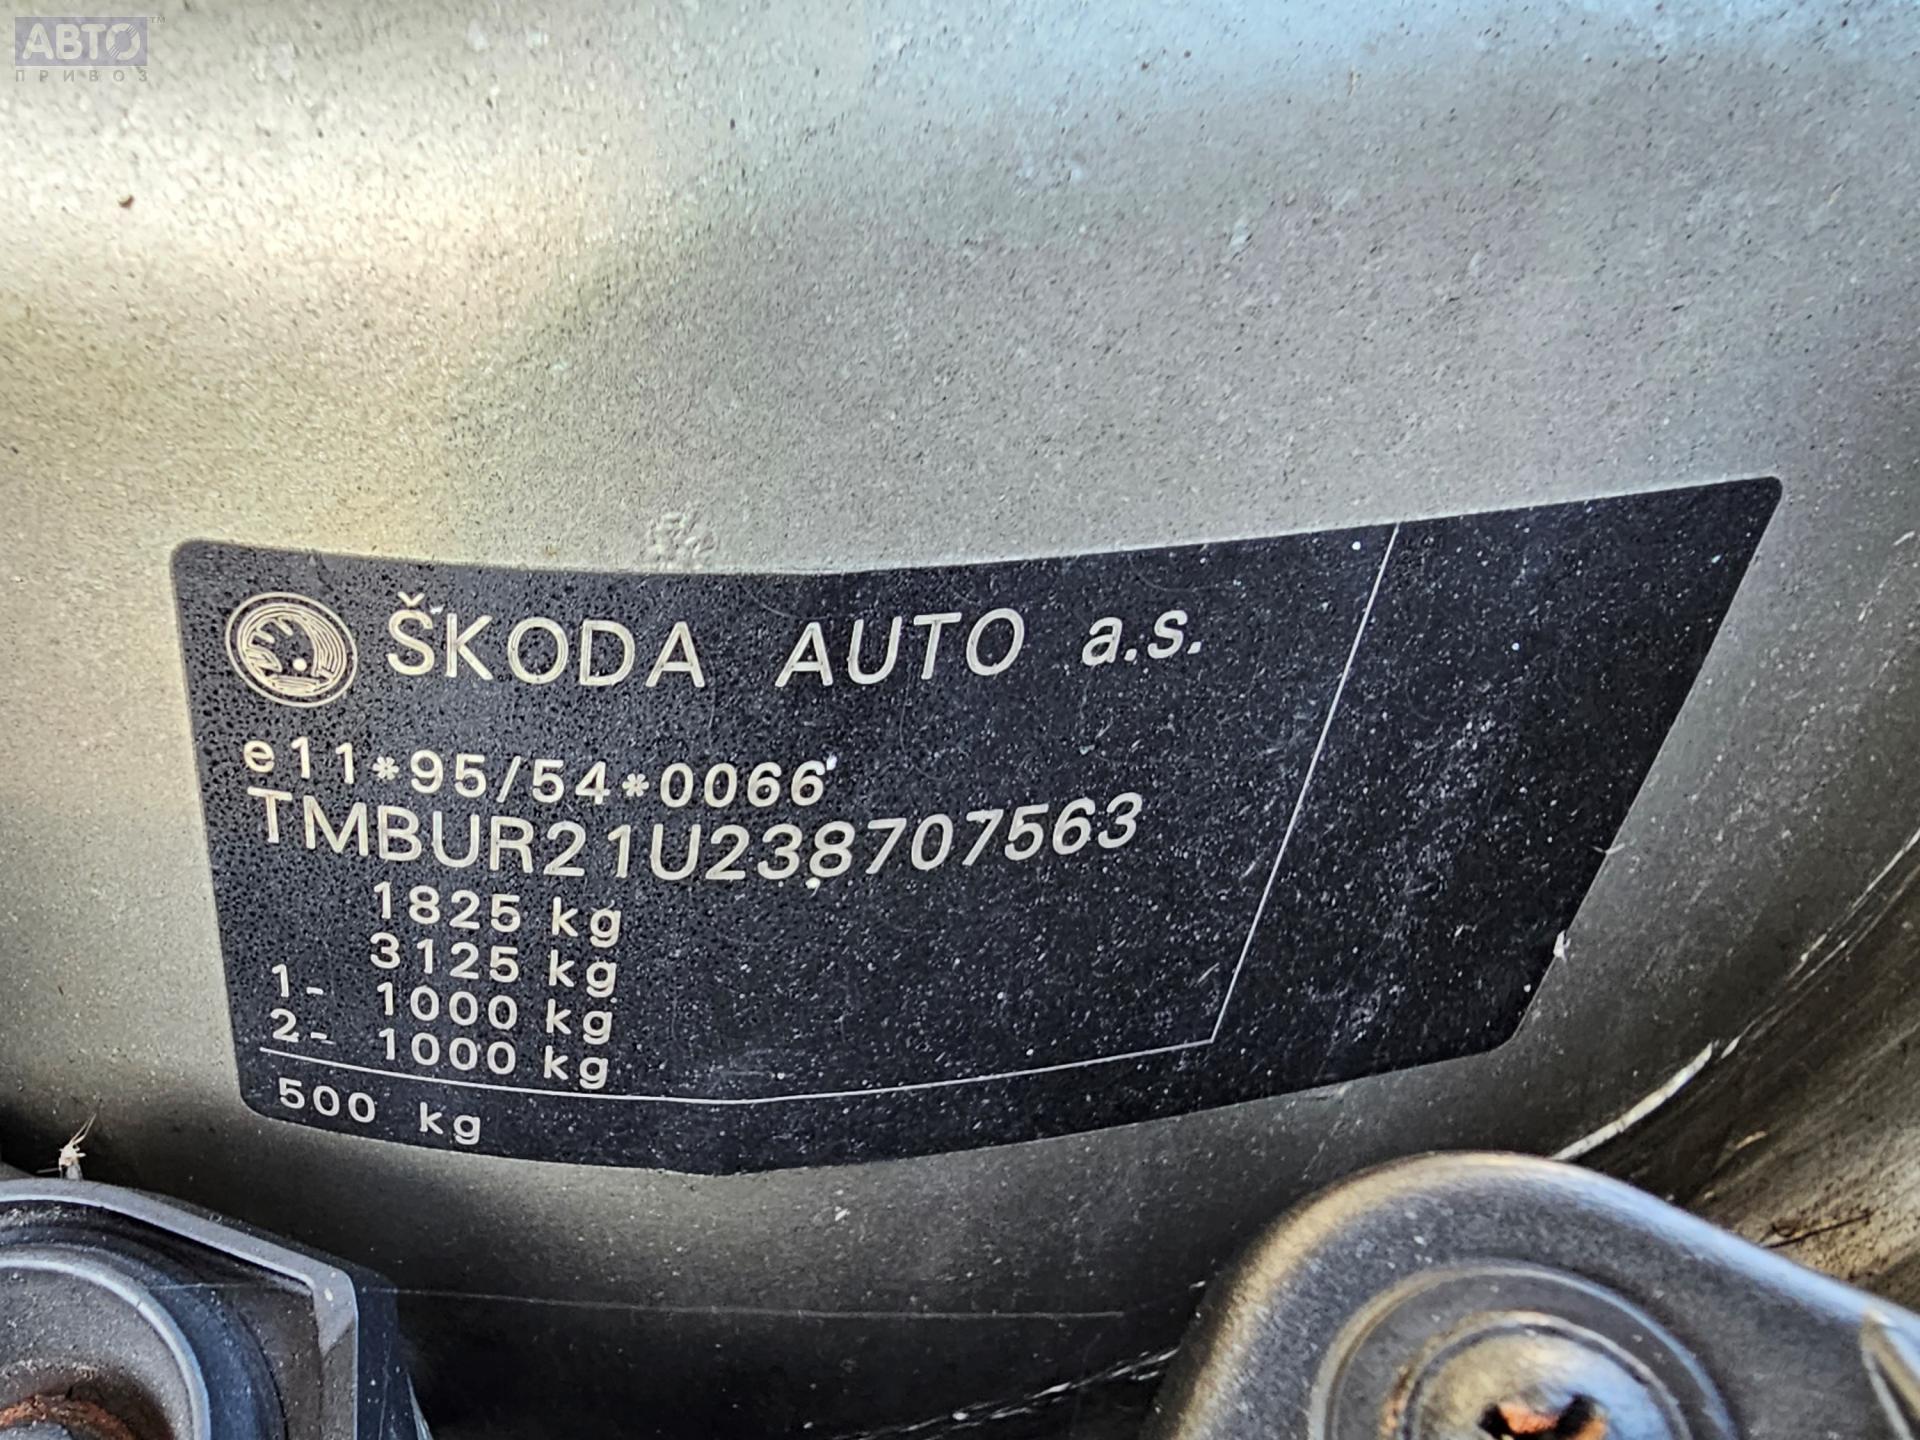 АВТО™
ПРИВОЗ
ŠKODA AUTO a.s.
e11*95/54*0066
TMBUR21U238707563
1825 kg
3125 kg
1- 1000 kg
2- 1000 kg
500 kg